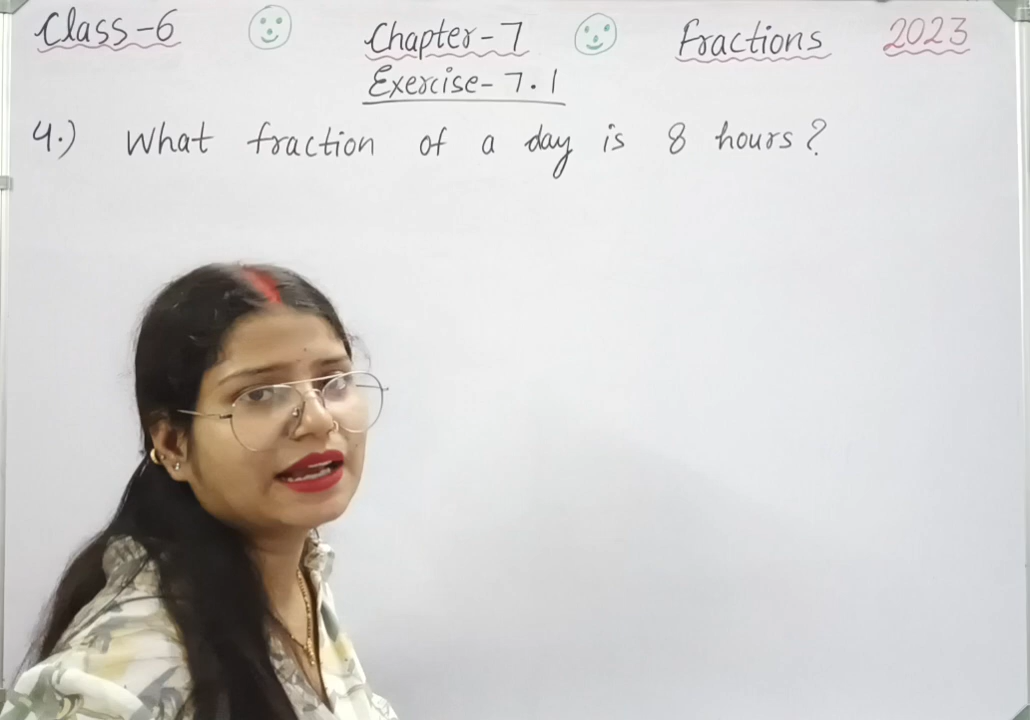 Class-6 Chapter-7 Fractions 2023
Exercise-7.1
4.) What fraction of a day is 8 hours?